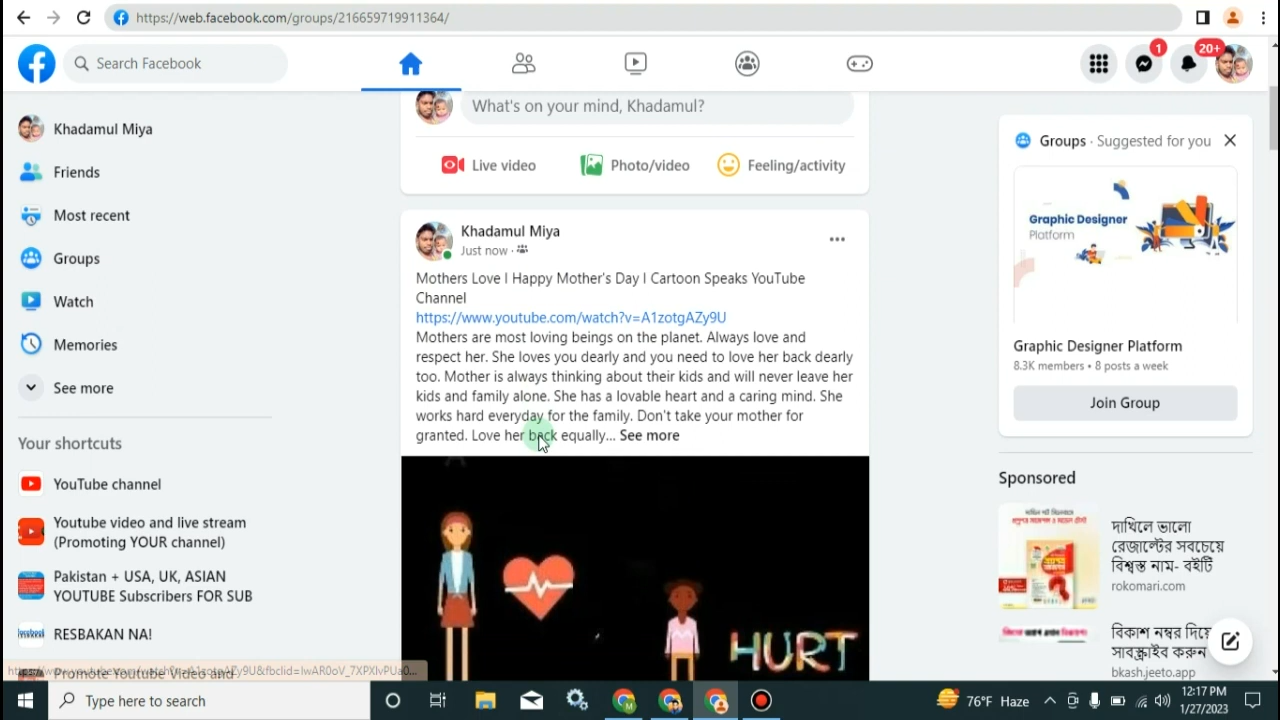 https://web.facebook.com/groups/216659719911364/
Search Facebook
1
20+
Khadamul Miya
Friends
Most recent
Groups
Watch
Memories
See more
Your shortcuts
YouTube channel
Youtube video and live stream
(Promoting YOUR channel)
Pakistan + USA, UK, ASIAN
YOUTUBE Subscribers FOR SUB
RESBAKAN NA!
Promote Youtube Video and
What's on your mind, Khadamul?
Live video
Photo/video
Feeling/activity
Khadamul Miya
Just now ·
Mothers Love I Happy Mother's Day I Cartoon Speaks YouTube
Channel
https://www.youtube.com/watch?v=A1zotgAZy9U
Mothers are most loving beings on the planet. Always love and
respect her. She loves you dearly and you need to love her back dearly
too. Mother is always thinking about their kids and will never leave her
kids and family alone. She has a lovable heart and a caring mind. She
works hard everyday for the family. Don't take your mother for
granted. Love her back equally... See more
HURT
Groups · Suggested for you
Graphic Designer
Platform
Graphic Designer Platform
8.3K members • 8 posts a week
Join Group
Sponsored
দাখিলে ভালো
রেজাল্টের সবচেয়ে
বিশ্বস্ত নাম- বইটি
rokomari.com
বিকাশ নম্বর দিয়ে
সাবস্ক্রাইব করুন
bkash.jeeto.app
Type here to search
76°F Haze
12:17 PM
1/27/2023